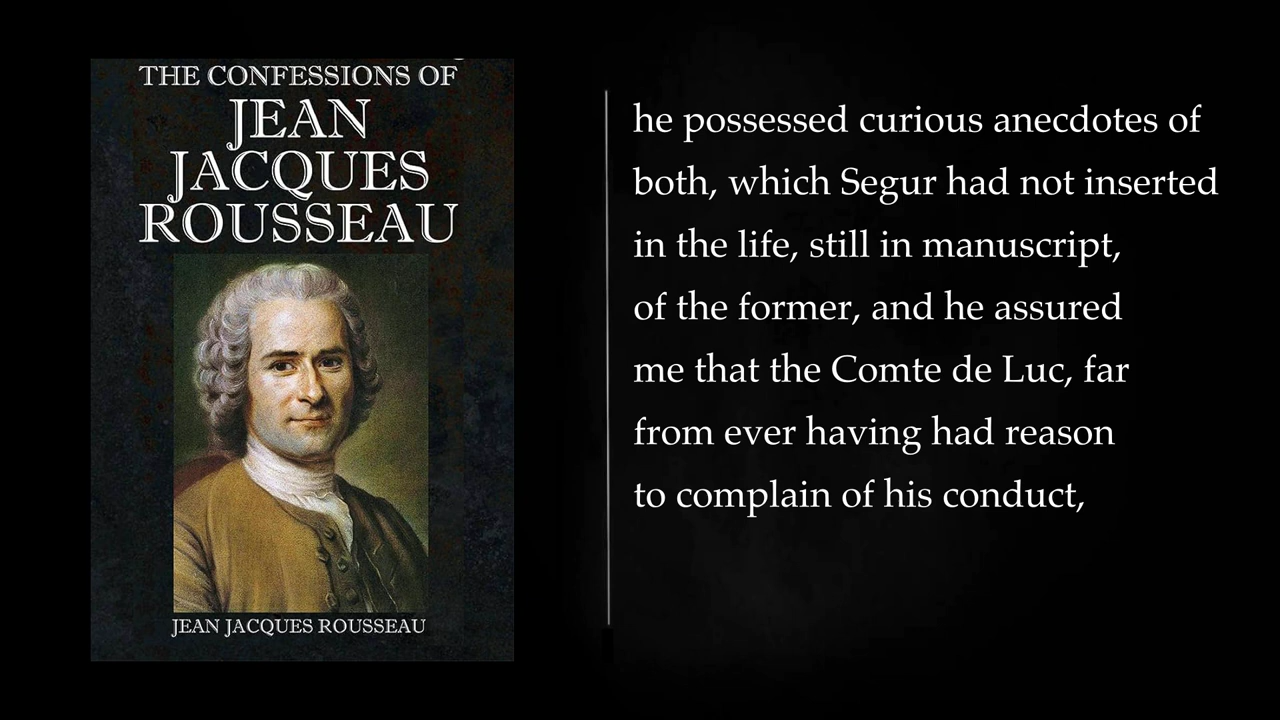 THE CONFESSIONS OF
JEAN
JACQUES
ROUSSEAU
JEAN JACQUES ROUSSEAU
he possessed curious anecdotes of
both, which Segur had not inserted
in the life, still in manuscript,
of the former, and he assured
me that the Comte de Luc, far
from ever having had reason
to complain of his conduct,